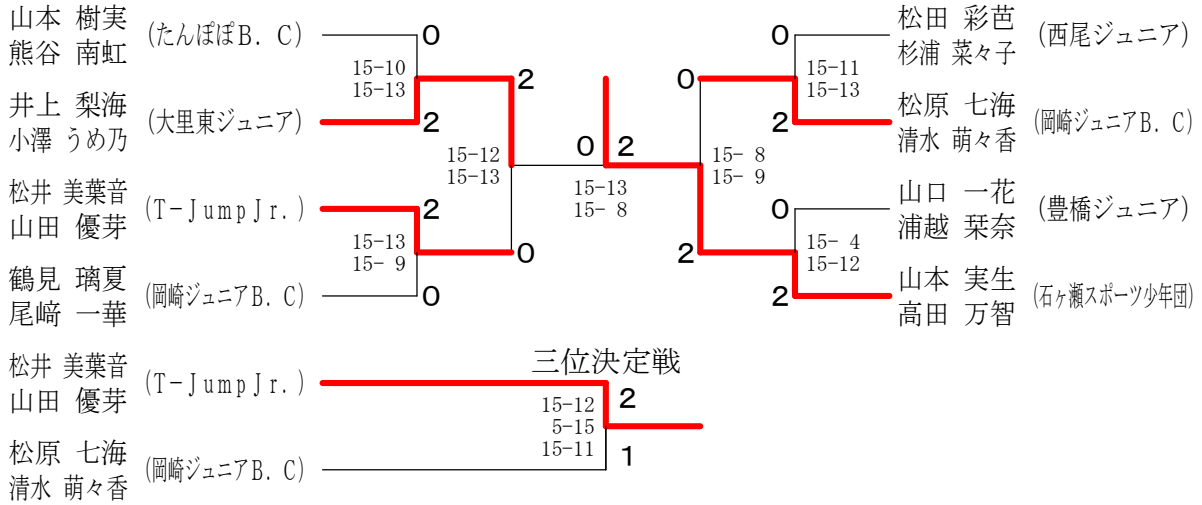 山本 樹実
熊谷 南虹
(たんぽぽB. C)
0
15-10
15-13
2
井上 梨海
小澤 うめ乃
(大里東ジュニア)
2
15-12
15-13
松井 美葉音
山田 優芽
(T-JumpJr.)
2
15-13
15- 9
0
鶴見 璃夏
尾﨑 一華
(岡崎ジュニアB. C)
0
0 2
15-13
15- 8
松田 彩芭
杉浦 菜々子
(西尾ジュニア)
0
15-11
15-13
0
松原 七海
清水 萌々香
(岡崎ジュニアB. C)
2
15- 8
15- 9
山口 一花
浦越 栞奈
(豊橋ジュニア)
0
15- 4
15-12
2
山本 実生
高田 万智
(石ヶ瀬スポーツ少年団)
2
三位決定戦
松井 美葉音
山田 優芽
(T-JumpJr.)
2
15-12
5-15
15-11
松原 七海
清水 萌々香
(岡崎ジュニアB. C)
1